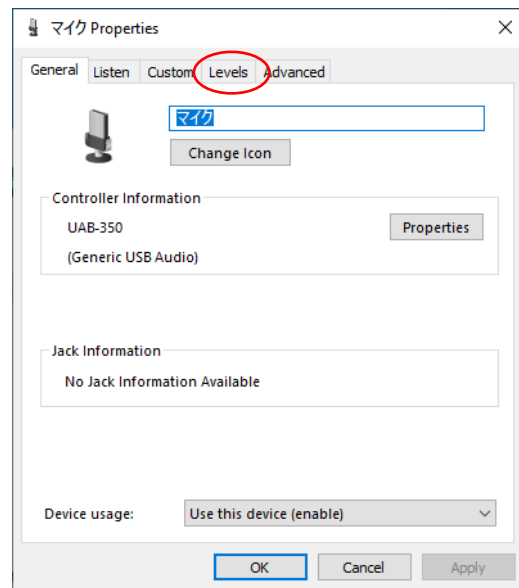 マイク Properties
General Listen Custom Levels Advanced
マイク
Change Icon
Controller Information
UAB-350
Properties
(Generic USB Audio)
Jack Information
No Jack Information Available
Device usage:
Use this device (enable)
OK Cancel Apply